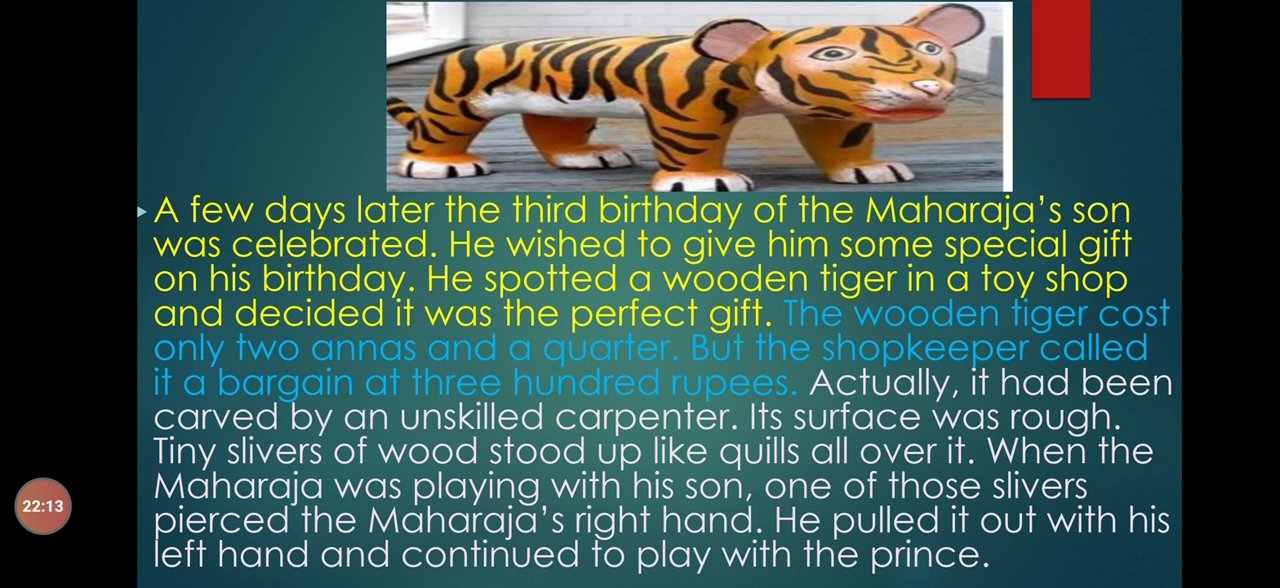 A few days later the third birthday of the Maharaja's son
was celebrated. He wished to give him some special gift
on his birthday. He spotted a wooden tiger in a toy shop
and decided it was the perfect gift. The wooden tiger cost
only two annas and a quarter. But the shopkeeper called
it a bargain at three hundred rupees. Actually, it had been
carved by an unskilled carpenter. Its surface was rough.
Tiny slivers of wood stood up like quills all over it. When the
Maharaja was playing with his son, one of those slivers
pierced the Maharaja's right hand. He pulled it out with his
left hand and continued to play with the prince.
22:13